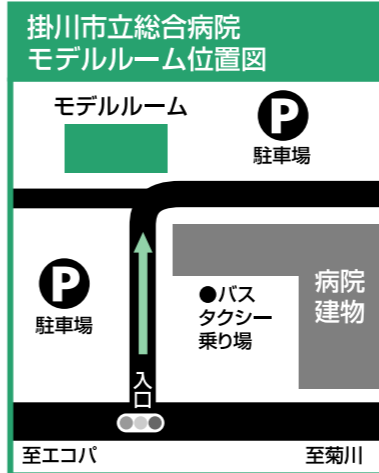 掛川市立総合病院
モデルルーム位置図
モデルルーム
P
駐車場
P
駐車場
●バス
タクシー
乗り場
病院
建物
入口
至エコパ
至菊川